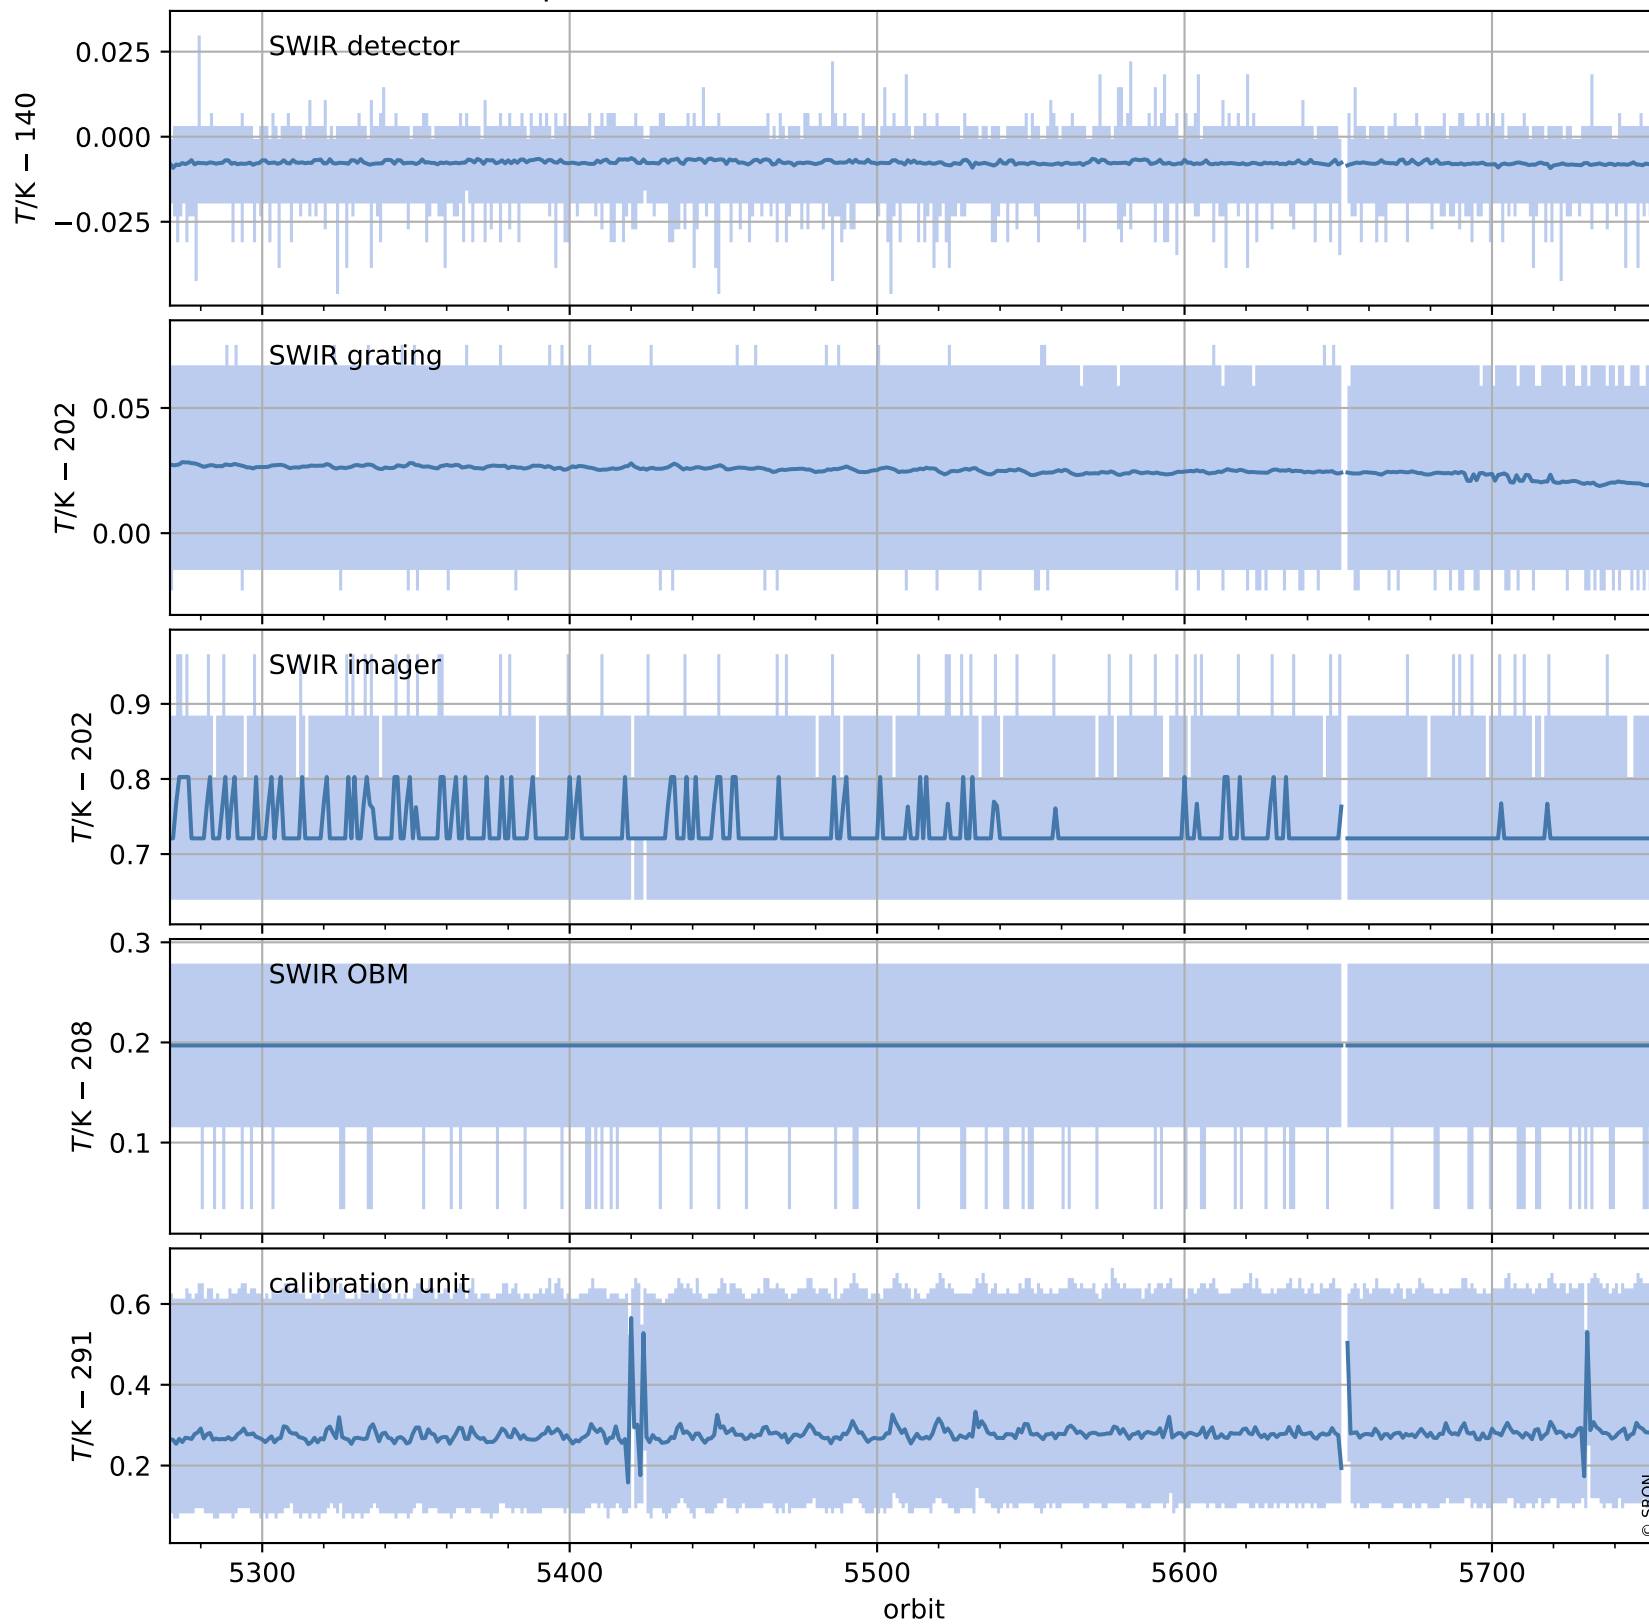 SWIR detector
0.025
0.000
−0.025
T/K − 140
SWIR grating
0.05
0.00
T/K − 202
SWIR imager
0.9
0.8
0.7
T/K − 202
SWIR OBM
0.3
0.2
0.1
T/K − 208
calibration unit
0.6
0.4
0.2
T/K − 291
5300 5400 5500 5600 5700
orbit
© SRON